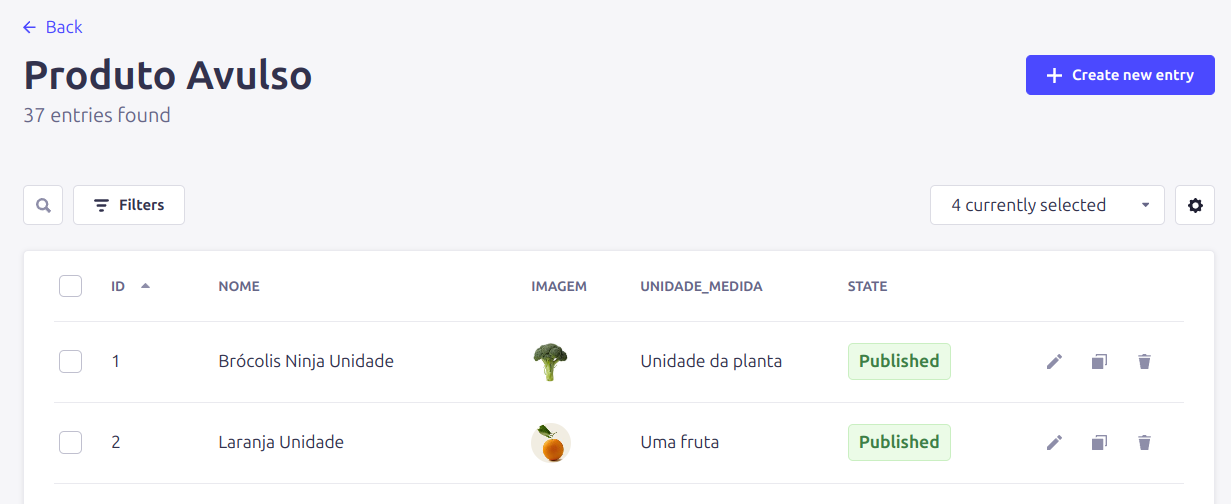 Back
Produto Avulso
Create new entry
37 entries found
Filters
4 currently selected
ID NOME IMAGEM UNIDADE_MEDIDA STATE
1 Brócolis Ninja Unidade Unidade da planta Published
2 Laranja Unidade Uma fruta Published